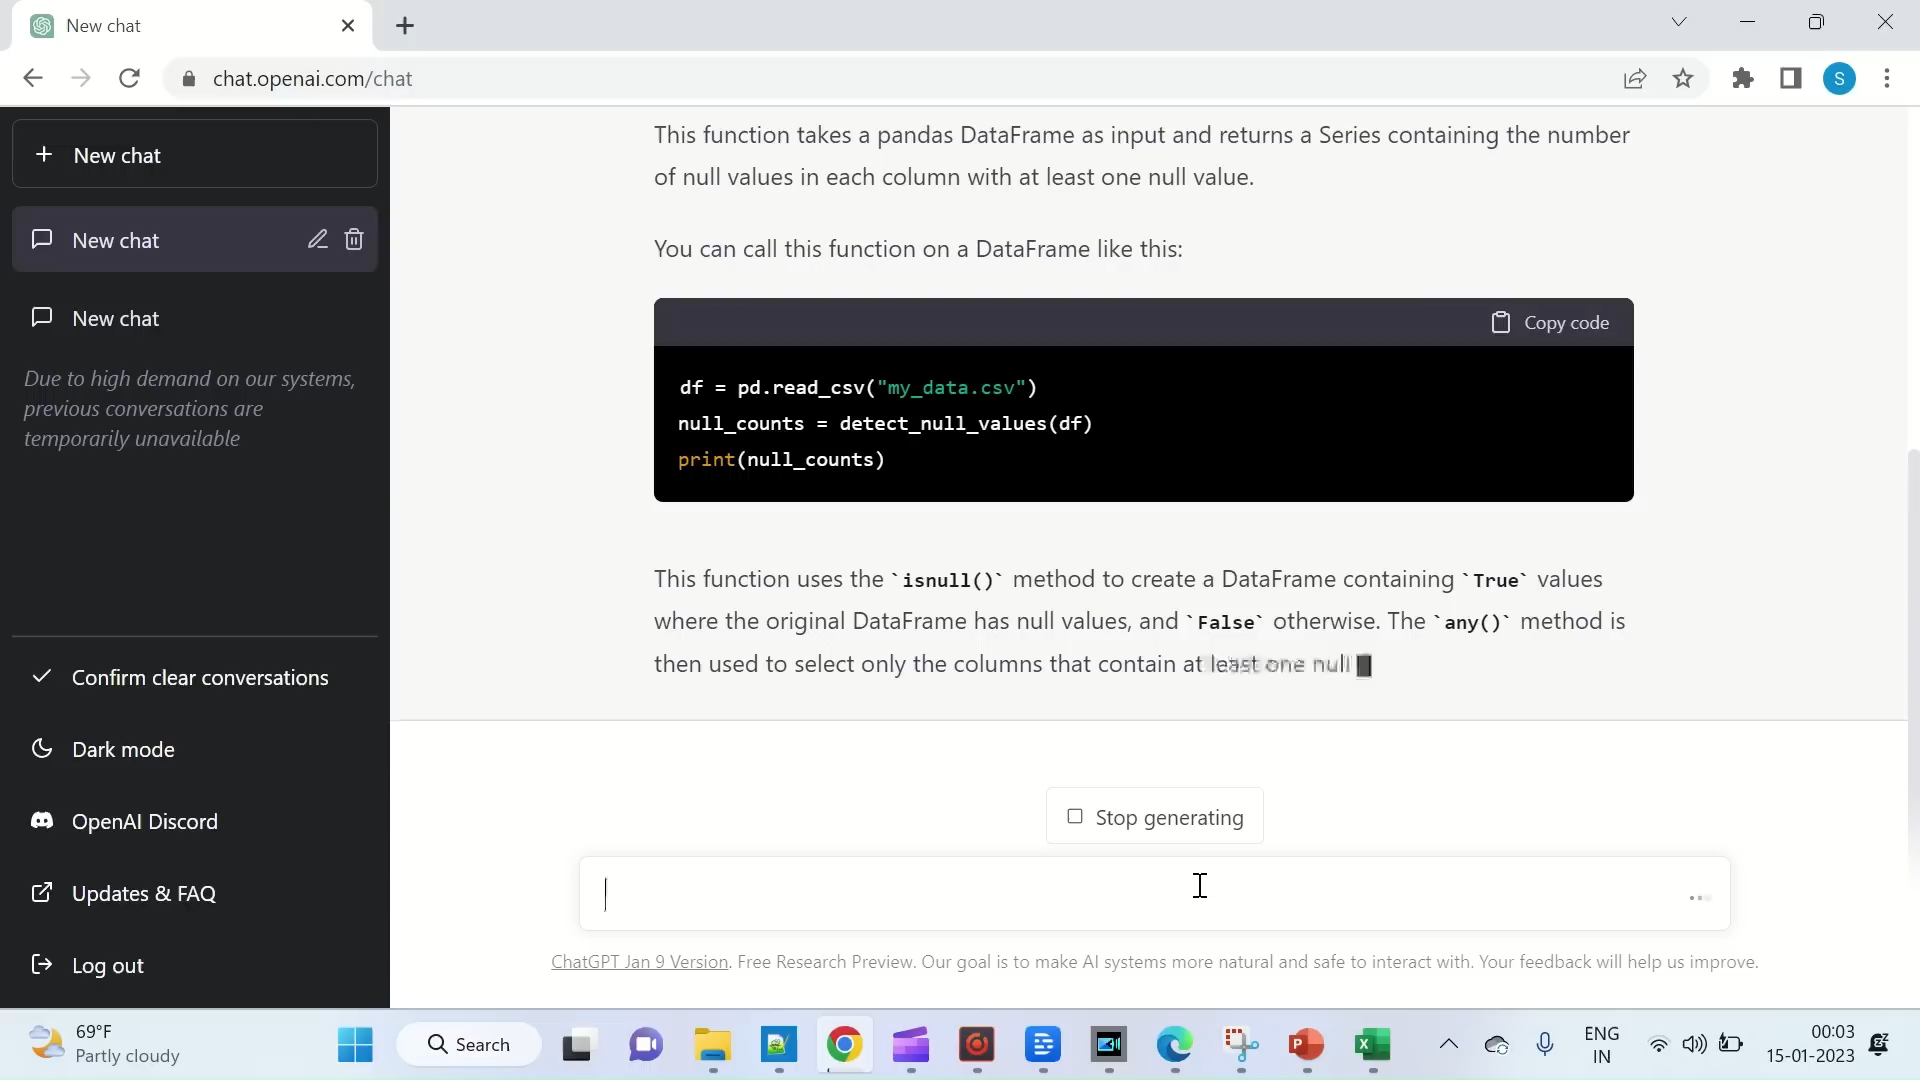 New chat
chat.openai.com/chat
S
New chat
New chat
New chat
Due to high demand on our systems,
previous conversations are
temporarily unavailable
Confirm clear conversations
Dark mode
OpenAI Discord
Updates & FAQ
Log out
This function takes a pandas DataFrame as input and returns a Series containing the number
of null values in each column with at least one null value.
You can call this function on a DataFrame like this:
Copy code
df = pd.read_csv("my_data.csv")
null_counts = detect_null_values(df)
print(null_counts)
This function uses the `isnull()` method to create a DataFrame containing `True` values
where the original DataFrame has null values, and `False` otherwise. The `any()` method is
then used to select only the columns that contain at least one null
Stop generating
ChatGPT Jan 9 Version. Free Research Preview. Our goal is to make AI systems more natural and safe to interact with. Your feedback will help us improve.
69°F
Partly cloudy
Search
P
X
ENG
IN
00:03
15-01-2023